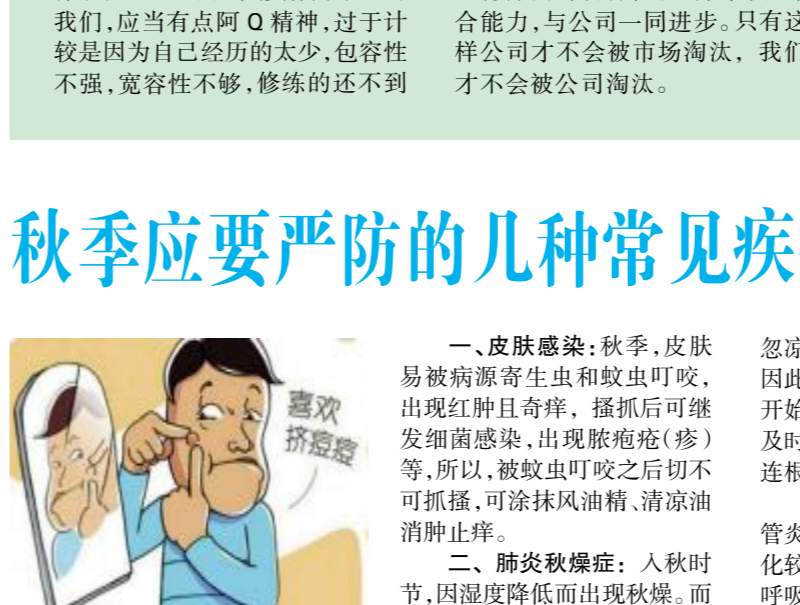 我们,应当有点阿 Q 精神,过于计
较是因为自己经历的太少,包容性
不强,宽容性不够,修练的还不到
合能力,与公司一同进步。只有这
样公司才不会被市场淘汰，我们
才不会被公司淘汰。
秋季应要严防的几种常见疾
喜欢
挤痘痘
一、皮肤感染:秋季,皮肤
易被病源寄生虫和蚊虫叮咬,
出现红肿且奇痒，搔抓后可继
发细菌感染,出现脓疱疮(疹)
等,所以,被蚊虫叮咬之后切不
可抓搔,可涂抹风油精、清凉油
消肿止痒。
二、肺炎秋燥症：入秋时
节,因湿度降低而出现秋燥。而
忽凉
因此
开始
及时
连根
管炎
化较
呼吸